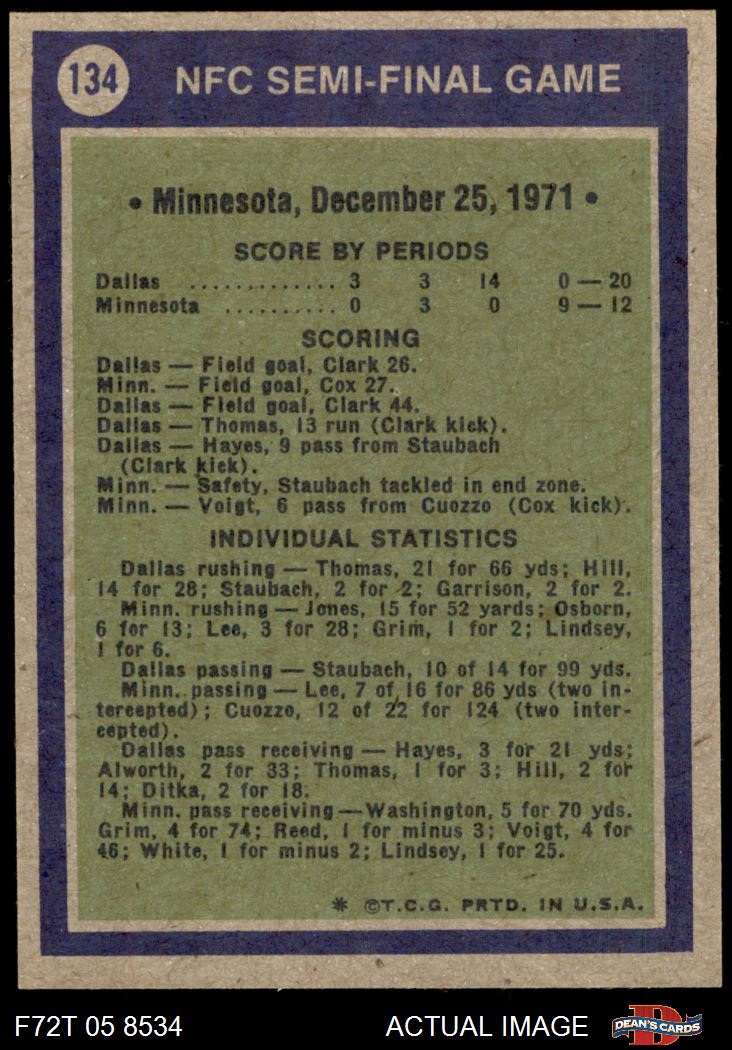 134 NFC SEMI-FINAL GAME
• Minnesota, December 25, 1971 •
SCORE BY PERIODS
Dallas ............. 3 3 14 0 — 20
Minnesota .......... 0 3 0 9 — 12
SCORING
Dallas — Field goal, Clark 26.
Minn. — Field goal, Cox 27.
Dallas — Field goal, Clark 44.
Dallas — Thomas, 13 run (Clark kick).
Dallas — Hayes, 9 pass from Staubach
(Clark kick).
Minn. — Safety, Staubach tackled in end zone.
Minn. — Voigt, 6 pass from Cuozzo (Cox kick).
INDIVIDUAL STATISTICS
Dallas rushing — Thomas, 21 for 66 yds; Hill,
14 for 28; Staubach, 2 for 2; Garrison, 2 for 2.
Minn. rushing — Jones, 15 for 52 yards; Osborn,
6 for 13; Lee, 3 for 28; Grim, 1 for 2; Lindsey,
1 for 6.
Dallas passing — Staubach, 10 of 14 for 99 yds.
Minn. passing — Lee, 7 of 16 for 86 yds (two in-
tercepted); Cuozzo, 12 of 22 for 124 (two inter-
cepted).
Dallas pass receiving — Hayes, 3 for 21 yds;
Alworth, 2 for 33; Thomas, 1 for 3; Hill, 2 for
14; Ditka, 2 for 18.
Minn. pass receiving — Washington, 5 for 70 yds.
Grim, 4 for 74; Reed, 1 for minus 3; Voigt, 4 for
46; White, 1 for minus 2; Lindsey, 1 for 25.
* ©T.C.G. PRTD. IN U.S.A.
F72T 05 8534 ACTUAL IMAGE DEAN'S CARDS